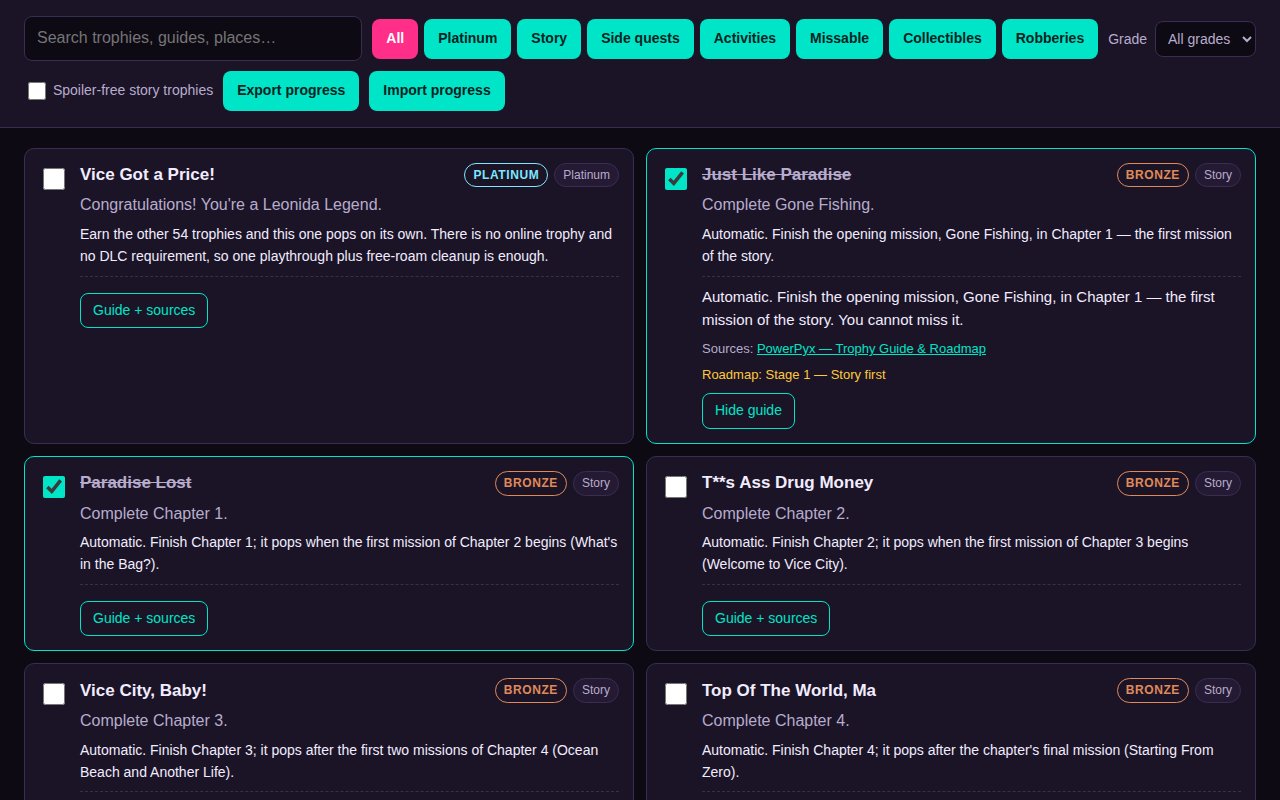 Search trophies, guides, places…
All
Platinum
Story
Side quests
Activities
Missable
Collectibles
Robberies
Grade
All grades
Spoiler-free story trophies
Export progress
Import progress
Vice Got a Price!
PLATINUM
Platinum
Congratulations! You're a Leonida Legend.
Earn the other 54 trophies and this one pops on its own. There is no online trophy and
no DLC requirement, so one playthrough plus free-roam cleanup is enough.
Guide + sources
Just Like Paradise
BRONZE
Story
Complete Gone Fishing.
Automatic. Finish the opening mission, Gone Fishing, in Chapter 1 — the first mission
of the story.
Automatic. Finish the opening mission, Gone Fishing, in Chapter 1 — the first
mission of the story. You cannot miss it.
Sources: PowerPyx — Trophy Guide & Roadmap
Roadmap: Stage 1 — Story first
Hide guide
Paradise Lost
BRONZE
Story
Complete Chapter 1.
Automatic. Finish Chapter 1; it pops when the first mission of Chapter 2 begins (What's
in the Bag?).
Guide + sources
T**s Ass Drug Money
BRONZE
Story
Complete Chapter 2.
Automatic. Finish Chapter 2; it pops when the first mission of Chapter 3 begins
(Welcome to Vice City).
Guide + sources
Vice City, Baby!
BRONZE
Story
Complete Chapter 3.
Automatic. Finish Chapter 3; it pops after the first two missions of Chapter 4 (Ocean
Beach and Another Life).
Top Of The World, Ma
BRONZE
Story
Complete Chapter 4.
Automatic. Finish Chapter 4; it pops after the chapter's final mission (Starting From
Zero).